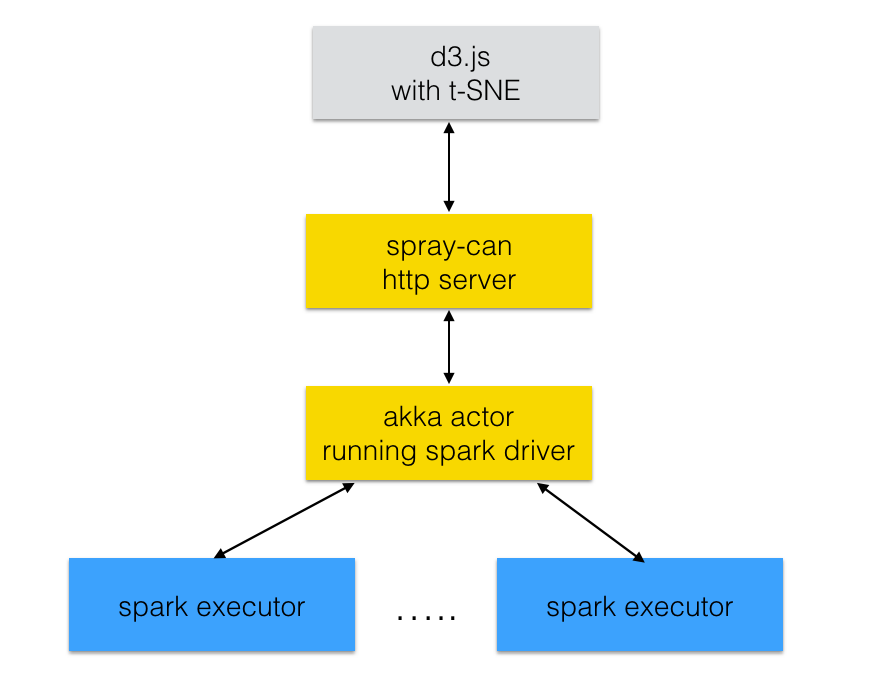 d3.js
with t-SNE
spray-can
http server
akka actor
running spark driver
spark executor
.....
spark executor